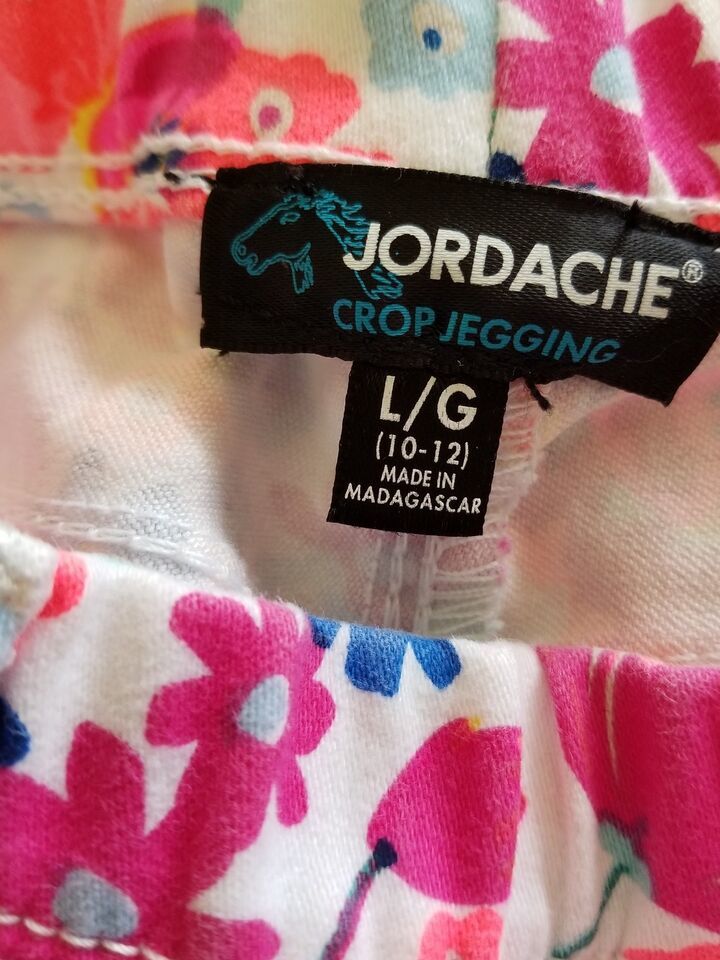 JORDACHE®
CROP JEGGING
L/G
(10-12)
MADE IN
MADAGASCAR